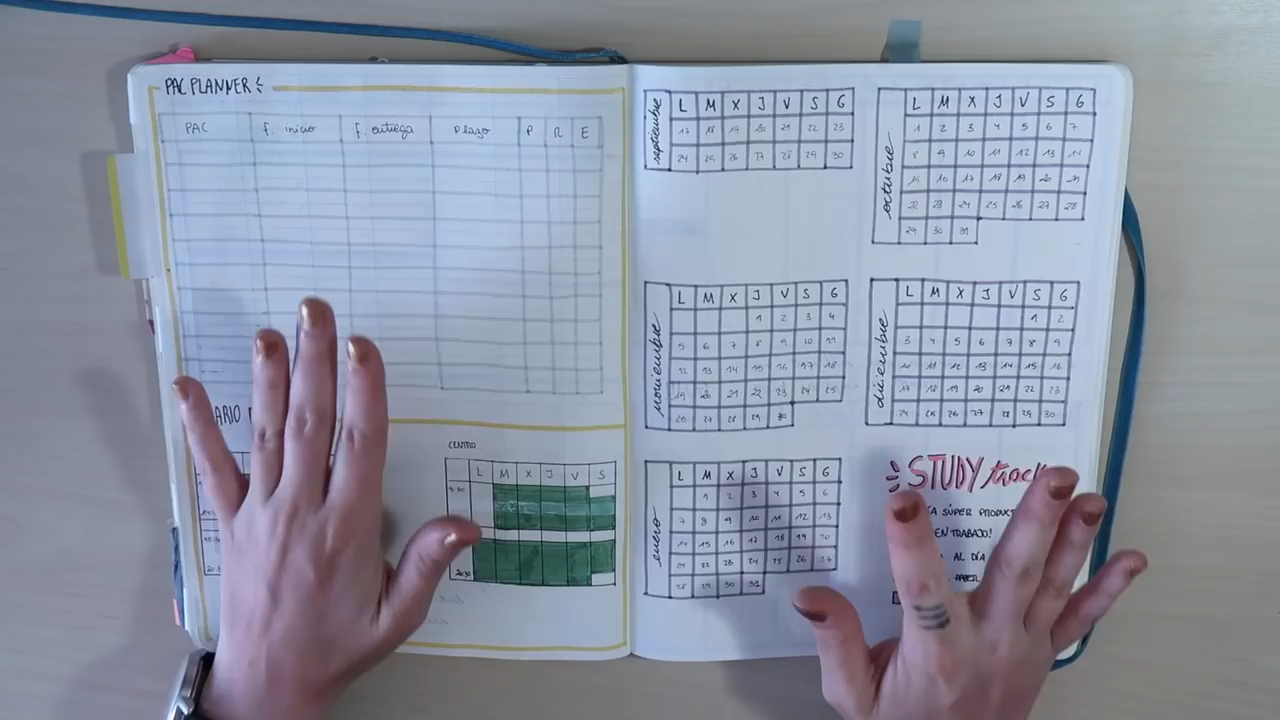 PAC PLANNER
PAC F. inicio F. entrega Plazo P R E
CENTRO
L M X J V S
9:30
20:30
septiembre
L M X J V S G
17 18 19 20 21 22 23
24 25 26 27 28 29 30
octubre
L M X J V S G
1 2 3 4 5 6 7
8 9 10 11 12 13 14
15 16 17 18 19 20 21
22 23 24 25 26 27 28
29 30 31
noviembre
L M X J V S G
1 2 3 4
5 6 7 8 9 10 11
12 13 14 15 16 17 18
19 20 21 22 23 24 25
26 27 28 29 30
diciembre
L M X J V S G
1 2
3 4 5 6 7 8 9
10 11 12 13 14 15 16
17 18 19 20 21 22 23
24 25 26 27 28 29 30
enero
L M X J V S G
1 2 3 4 5 6
7 8 9 10 11 12 13
14 15 16 17 18 19 20
21 22 23 24 25 26 27
28 29 30 31
STUDY
SÚPER
EN TRABAJO!
AL DÍA